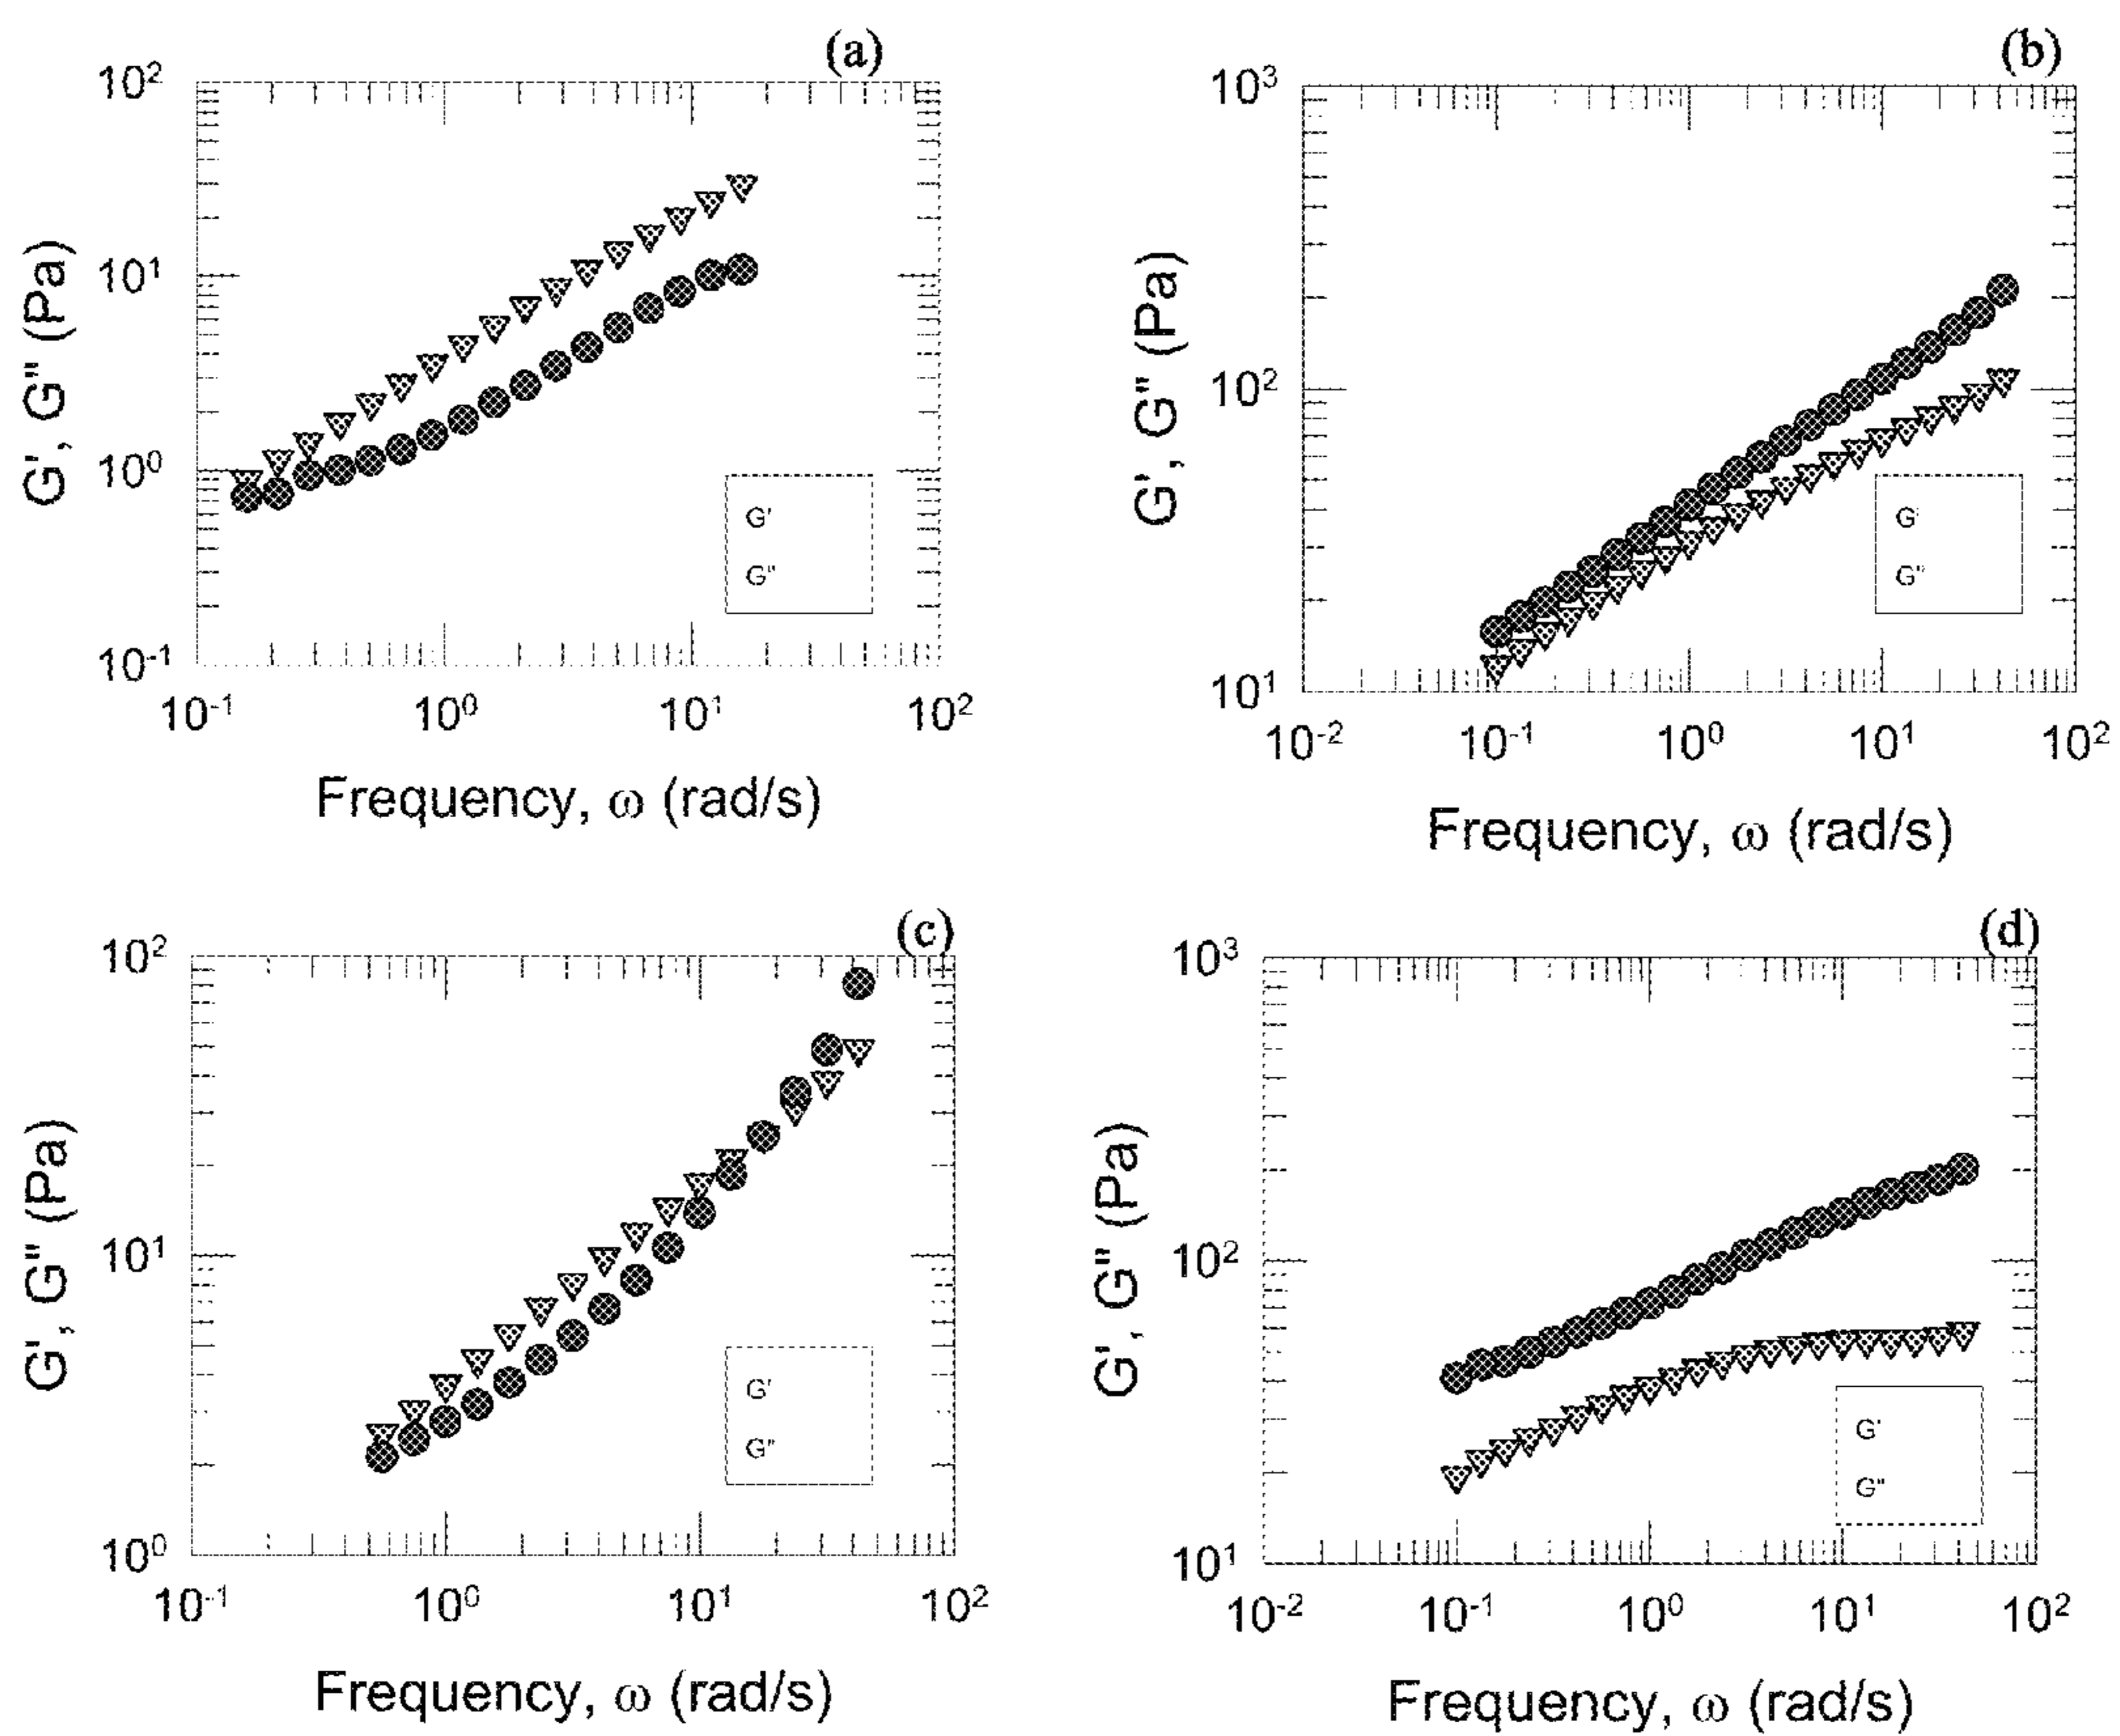 (a)
10² 
10¹
10⁰
10⁻¹
G', G" (Pa)
G'
G"
10⁻¹ 10⁰ 10¹ 10²
Frequency, ω (rad/s)
(b)
10³
10²
10¹
G', G" (Pa)
G'
G"
10⁻² 10⁻¹ 10⁰ 10¹ 10²
Frequency, ω (rad/s)
(c)
10²
10¹
10⁰
G', G" (Pa)
G'
G"
10⁻¹ 10⁰ 10¹ 10²
Frequency, ω (rad/s)
(d)
10³
10²
10¹
G', G" (Pa)
G'
G"
10⁻² 10⁻¹ 10⁰ 10¹ 10²
Frequency, ω (rad/s)